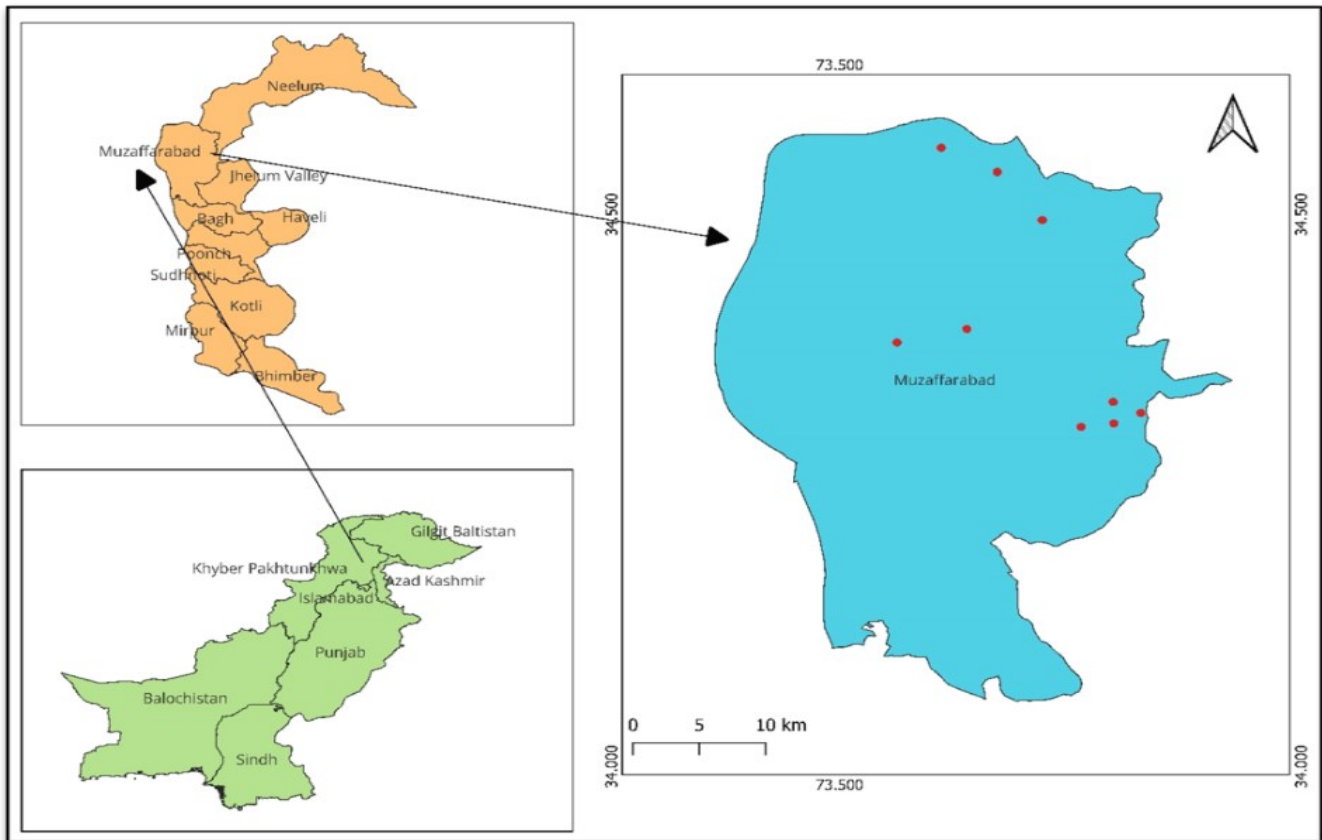 Neelum
Muzaffarabad
Jhelum Valley
Bagh
Haveli
Poonch
Sudhnoti
Kotli
Mirpur
Bhimber
Gilgit Baltistan
Khyber Pakhtunkhwa
Azad Kashmir
Islamabad
Punjab
Balochistan
Sindh
73.500
34.500
34.500
Muzaffarabad
0 5 10 km
34.000
34.000
73.500